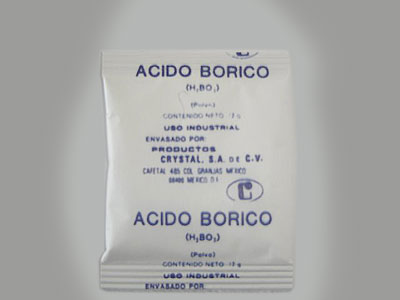 C
ACIDO BORICO
(H₃BO₃)
(Polvo)
CONTENIDO NETO
USO INDUSTRIAL
ENVASADO POR:
PRODUCTOS
CRYSTAL, S.A. DE C.V.
CAFETAL 485 COL GRANJAS MEXICO
MEXICO D F
C
ACIDO BORICO
(H₃BO₃)
(Polvo)
CONTENIDO NETO
USO INDUSTRIAL
ENVASADO POR: